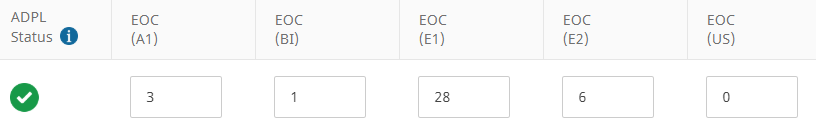 ADPL
Status
EOC
(A1)
EOC
(BI)
EOC
(E1)
EOC
(E2)
EOC
(US)
3
1
28
6
0